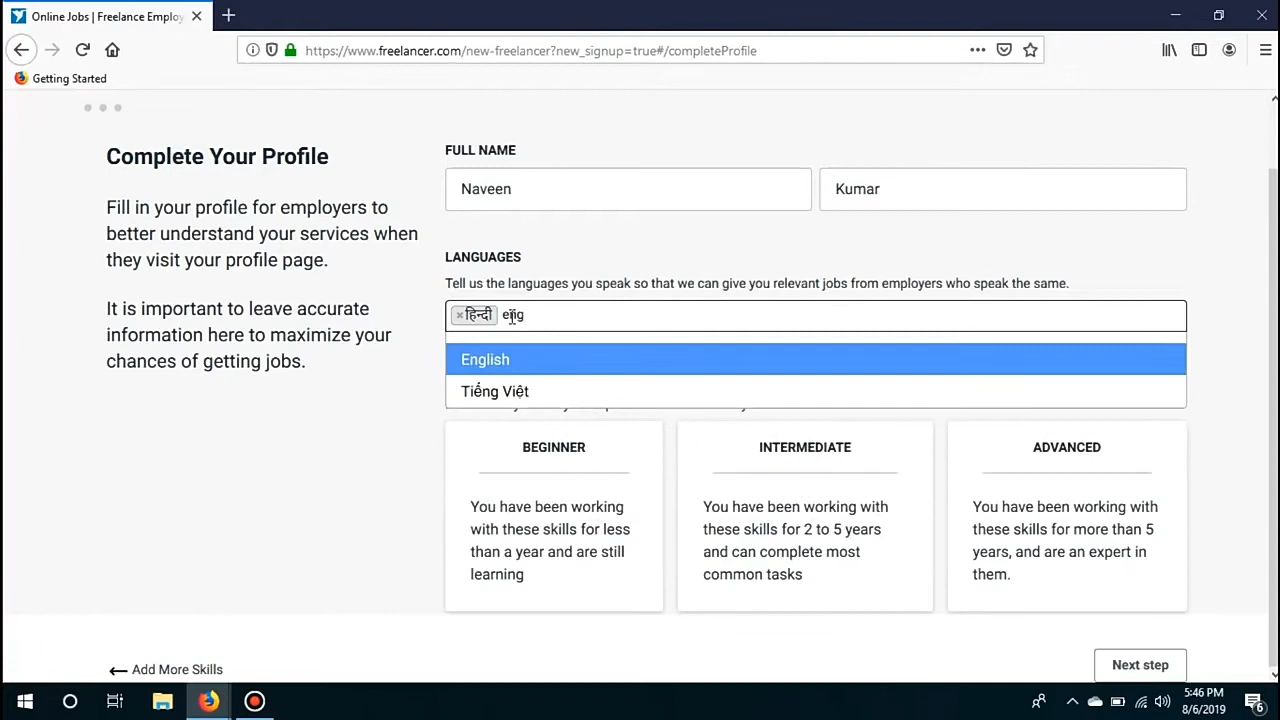 Online Jobs | Freelance Emplo
https://www.freelancer.com/new-freelancer?new_signup=true#/completeProfile
Getting Started
Complete Your Profile
Fill in your profile for employers to
better understand your services when
they visit your profile page.
It is important to leave accurate
information here to maximize your
chances of getting jobs.
FULL NAME
Naveen
Kumar
LANGUAGES
Tell us the languages you speak so that we can give you relevant jobs from employers who speak the same.
×हिन्दी eng
English
Tiếng Việt
BEGINNER
You have been working
with these skills for less
than a year and are still
learning
INTERMEDIATE
You have been working with
these skills for 2 to 5 years
and can complete most
common tasks
ADVANCED
You have been working with
these skills for more than 5
years, and are an expert in
them.
← Add More Skills
Next step
5:46 PM
8/6/2019
6